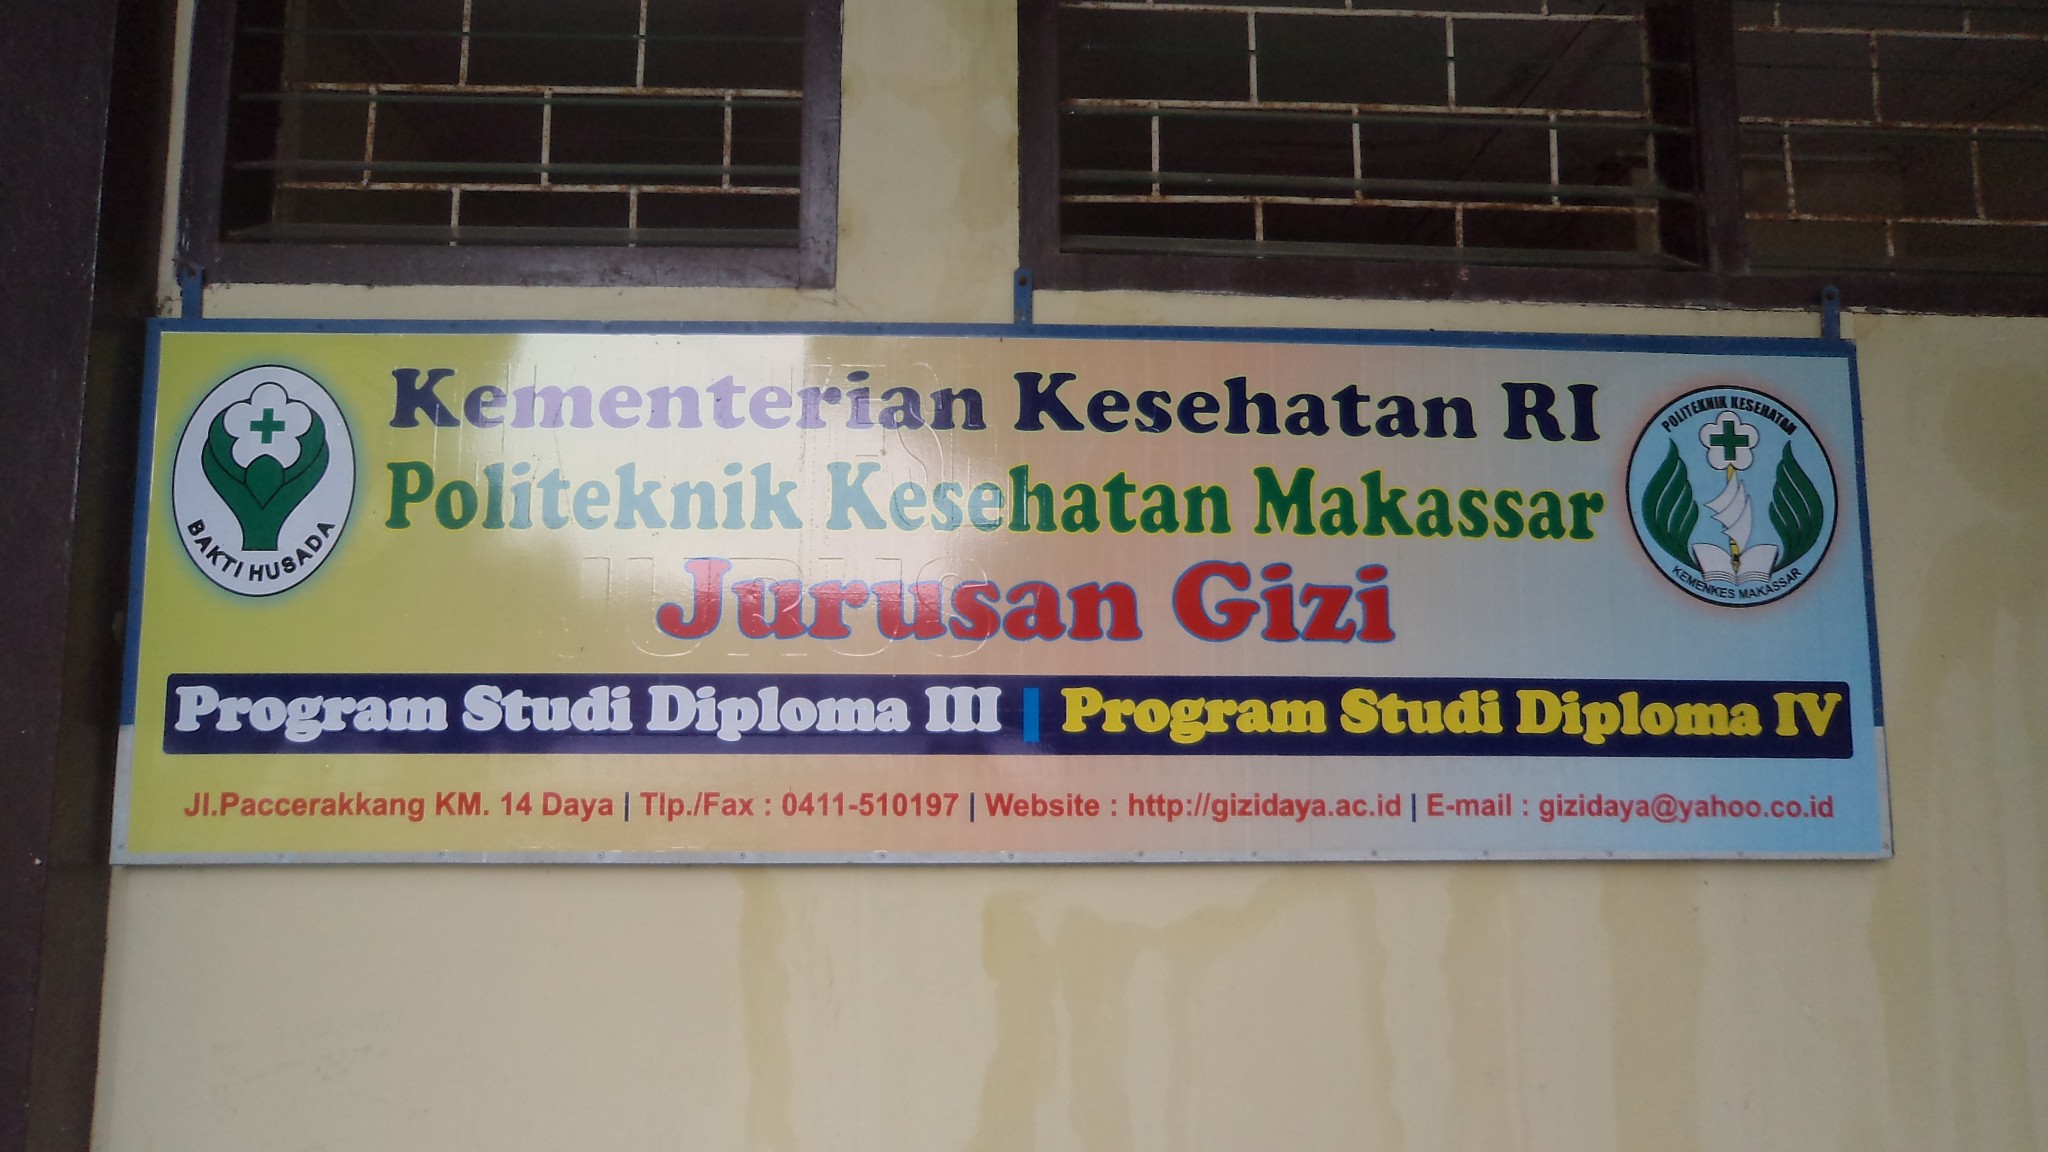 Kementerian Kesehatan RI
Politeknik Kesehatan Makassar
Jurusan Gizi
Program Studi Diploma III | Program Studi Diploma IV
Jl.Paccerakkang KM. 14 Daya | Tlp./Fax : 0411-510197 | Website : http://gizidaya.ac.id | E-mail : gizidaya@yahoo.co.id
BAKTI HUSADA
POLITEKNIK KESEHATAN
KEMENKES MAKASSAR